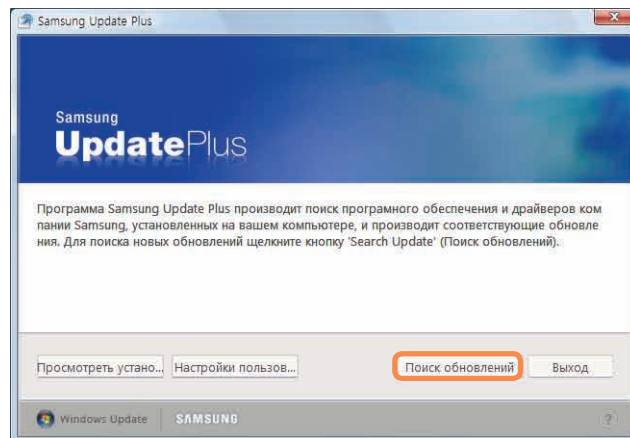 Samsung Update Plus
Samsung
UpdatePlus
Программа Samsung Update Plus производит поиск програмного обеспечения и драйверов ком
пании Samsung, установленных на вашем компьютере, и производит соответствующие обновле
ния. Для поиска новых обновлений щелкните кнопку 'Search Update' (Поиск обновлений).
Просмотреть устано... Настройки пользов... Поиск обновлений Выход
Windows Update SAMSUNG ?